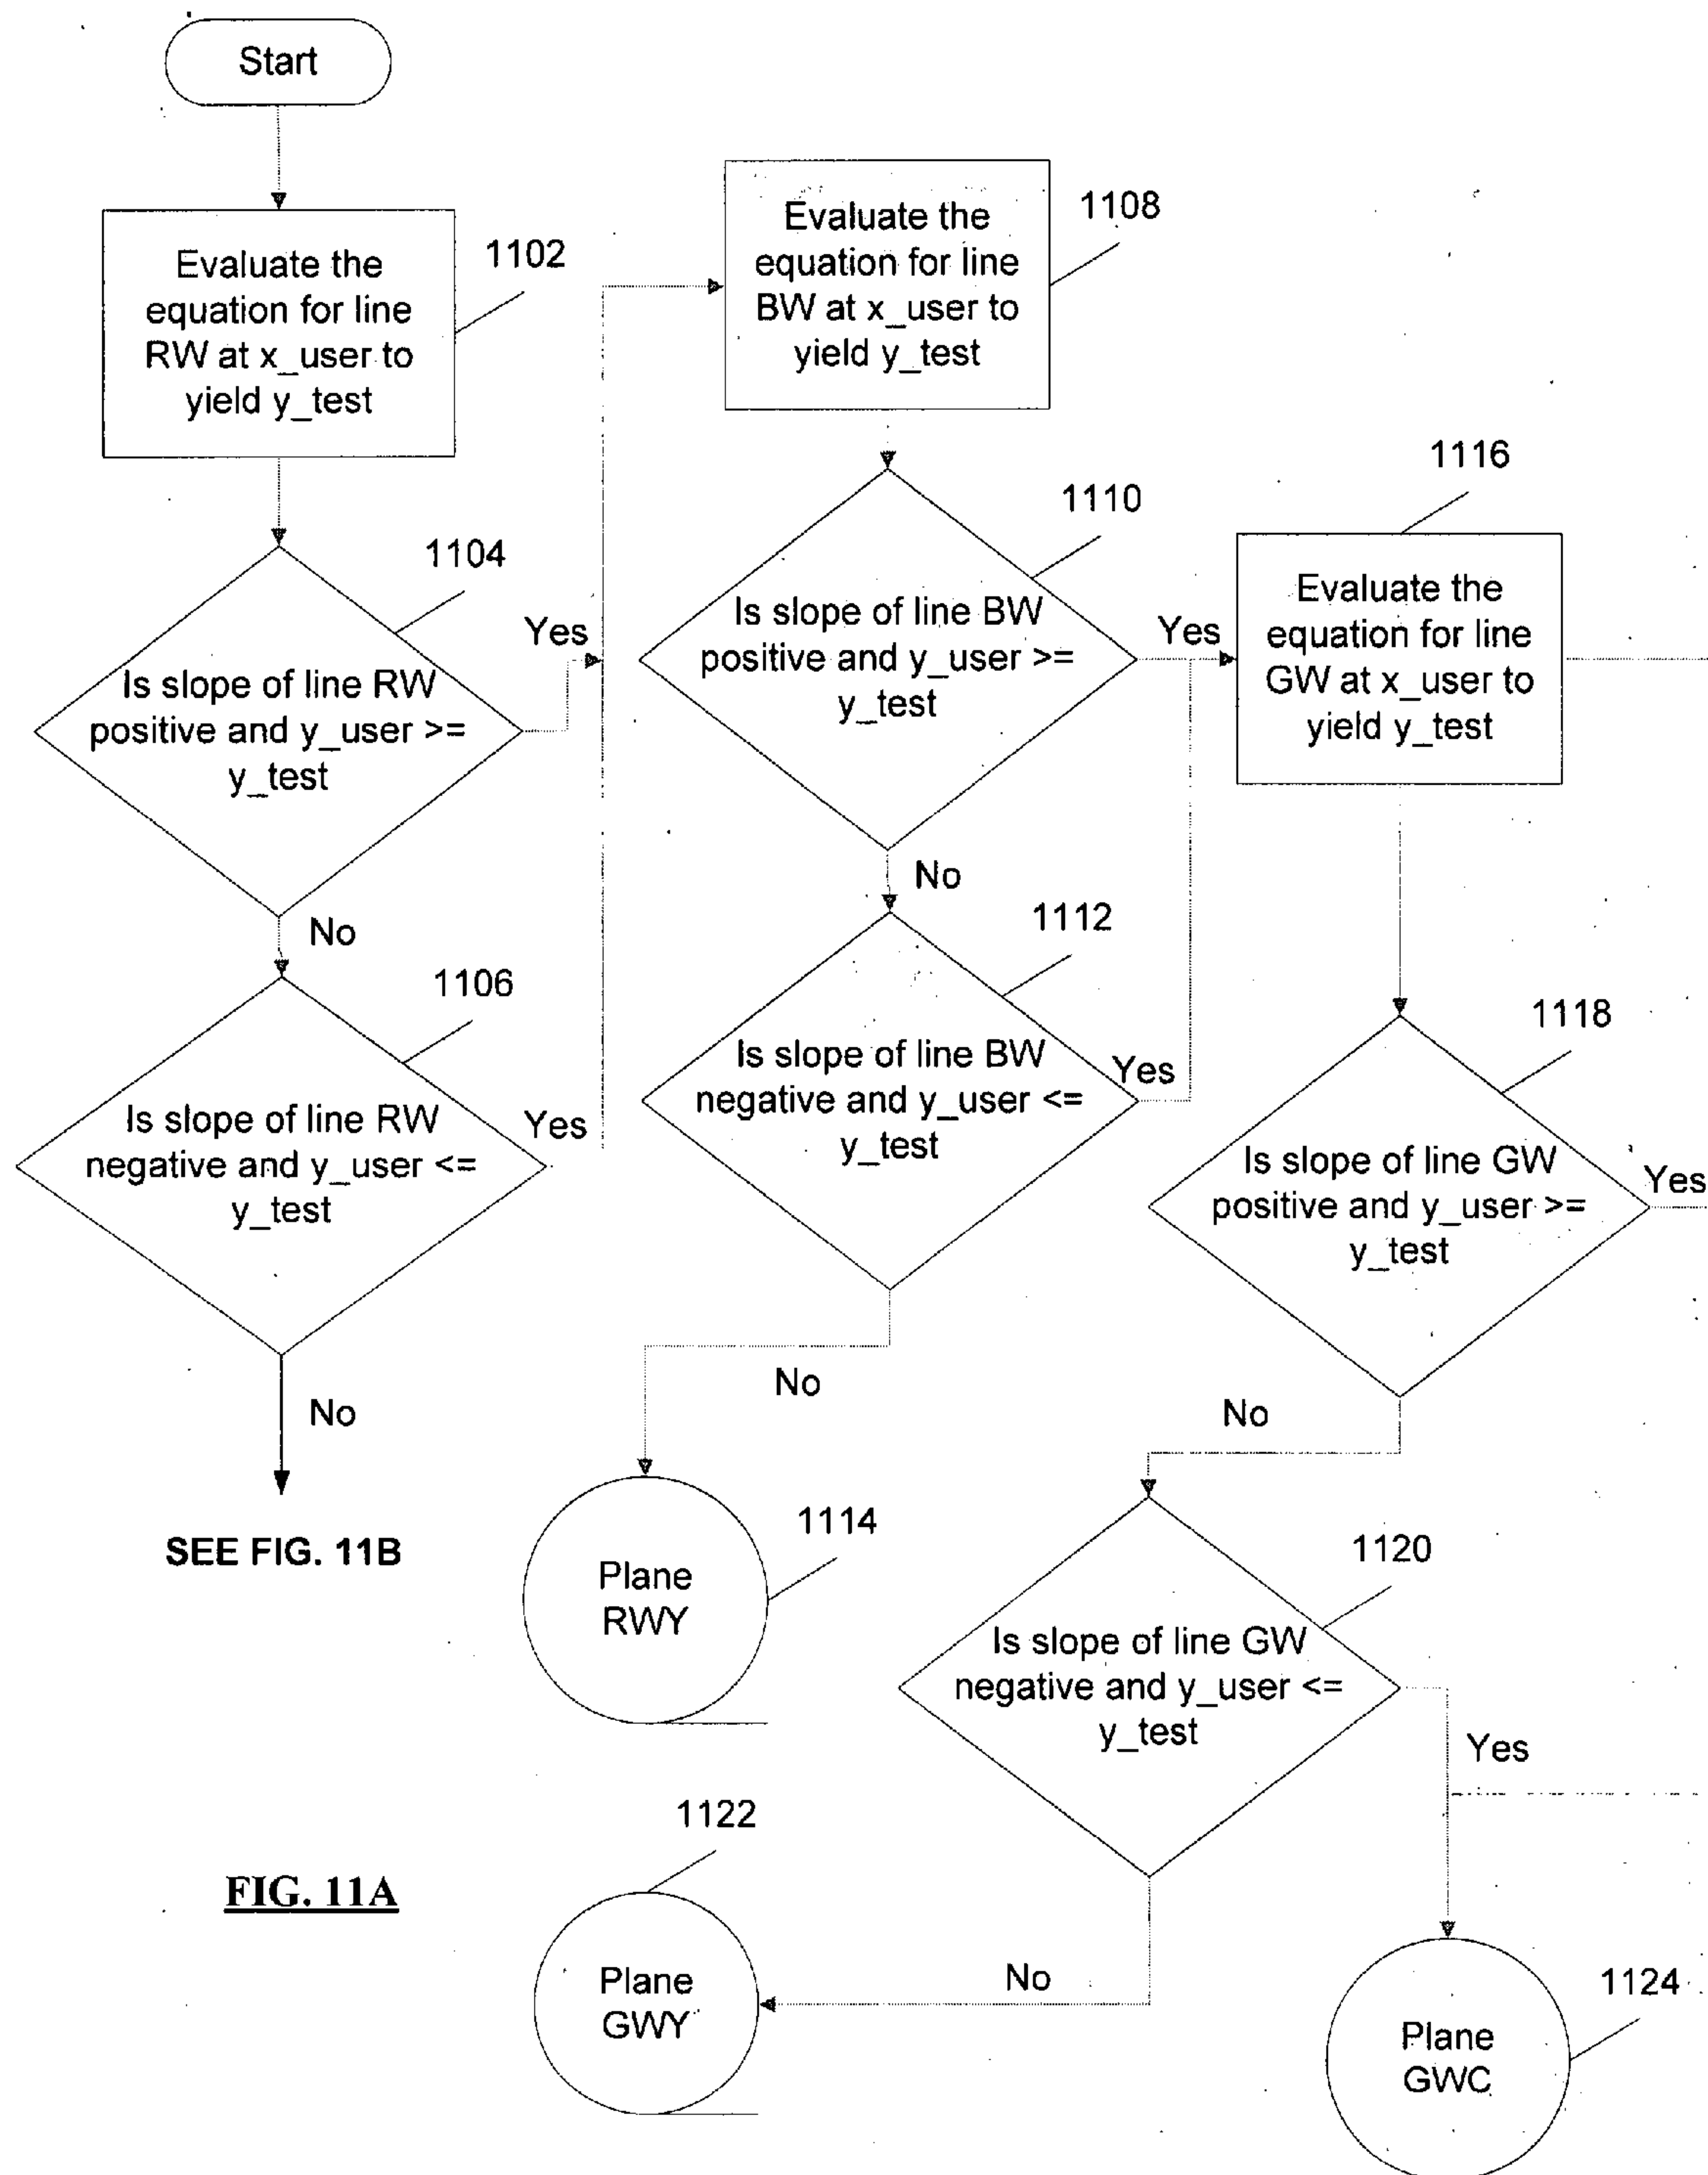 Start
Evaluate the
equation for line
RW at x_user to
yield y_test
1102
Is slope of line RW
positive and y_user >=
y_test
1104
Yes
No
Is slope of line RW
negative and y_user <=
y_test
1106
Yes
No
SEE FIG. 11B
Evaluate the
equation for line
BW at x_user to
yield y_test
1108
Is slope of line BW
positive and y_user >=
y_test
1110
Yes
No
Is slope of line BW
negative and y_user <=
y_test
1112
Yes
No
Plane
RWY
1114
Evaluate the
equation for line
GW at x_user to
yield y_test
1116
Is slope of line GW
positive and y_user >=
y_test
1118
Yes
No
Is slope of line GW
negative and y_user <=
y_test
1120
Yes
No
Plane
GWY
1122
Plane
GWC
1124
FIG. 11A